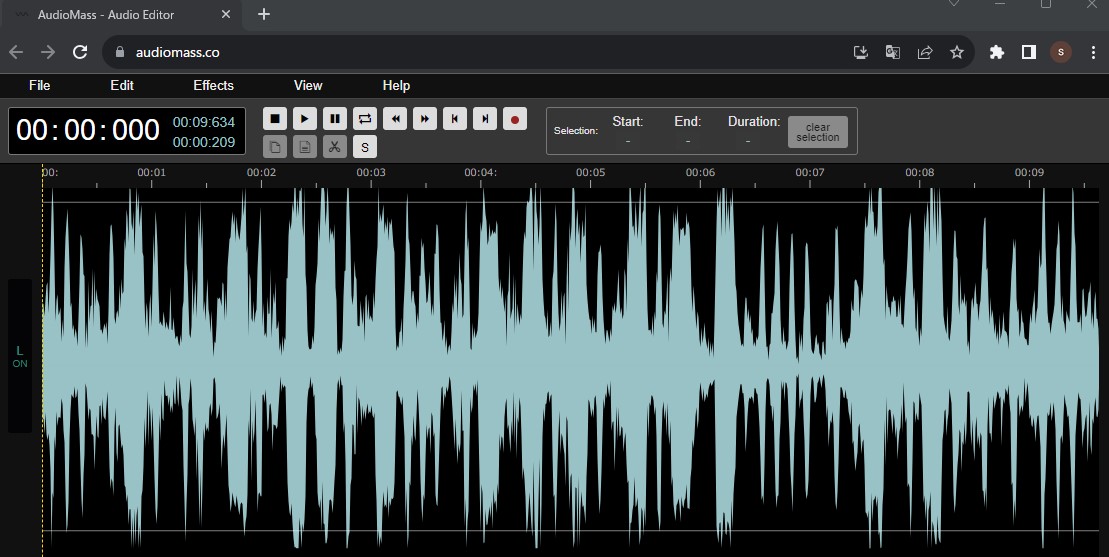 AudioMass - Audio Editor
audiomass.co
S
File Edit Effects View Help
00:00:000
00:09:634
00:00:209
S
Selection:
Start: End: Duration:
- - -
clear
selection
00: 00:01 00:02 00:03 00:04: 00:05 00:06 00:07 00:08 00:09
L
ON